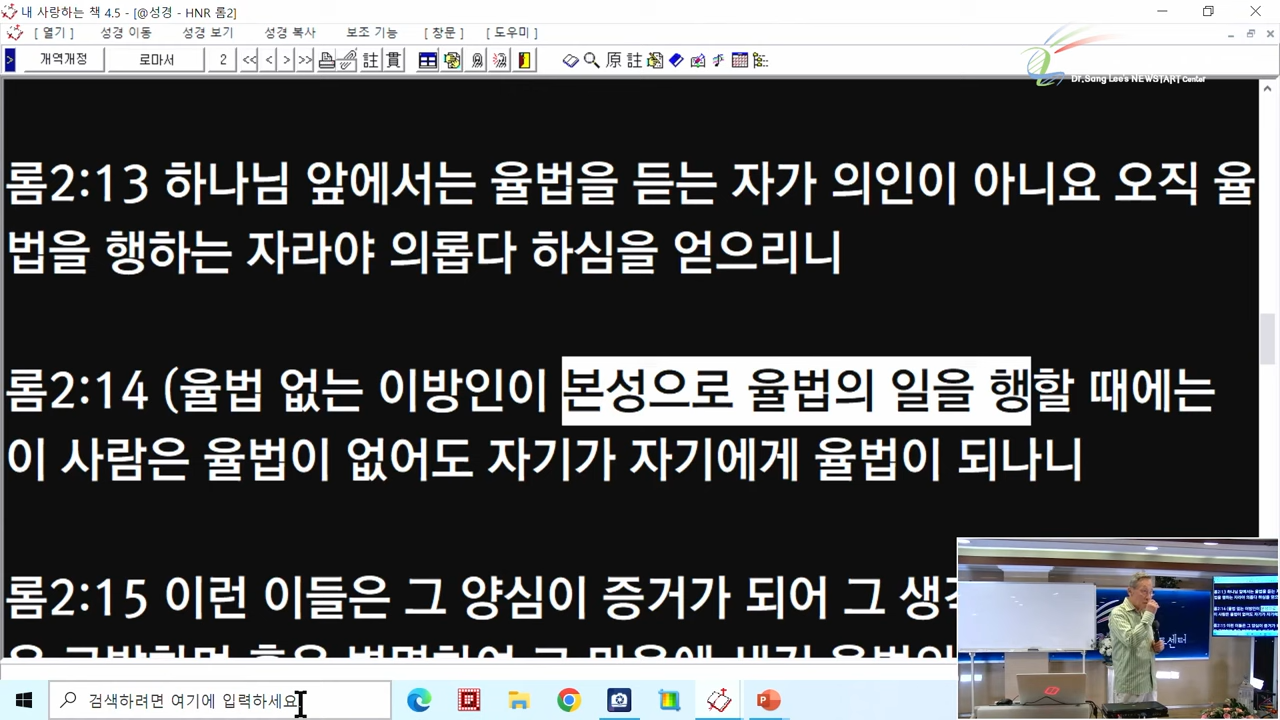 내 사랑하는 책 4.5 - [@성경 - HNR 롬2]
[ 열기 ] 성경 이동 성경 보기 성경 복사 보조 기능 [ 창문 ] [ 도우미 ]
> 개역개정 로마서 2 << < > >> 註 貫 原 註
Dr.Sang Lee's NEWSTART Center
롬2:13 하나님 앞에서는 율법을 듣는 자가 의인이 아니요 오직 율
법을 행하는 자라야 의롭다 하심을 얻으리니
롬2:14 (율법 없는 이방인이 본성으로 율법의 일을 행할 때에는
이 사람은 율법이 없어도 자기가 자기에게 율법이 되나니
롬2:15 이런 이들은 그 양심이 증거가 되어 그
검색하려면 여기에 입력하세요